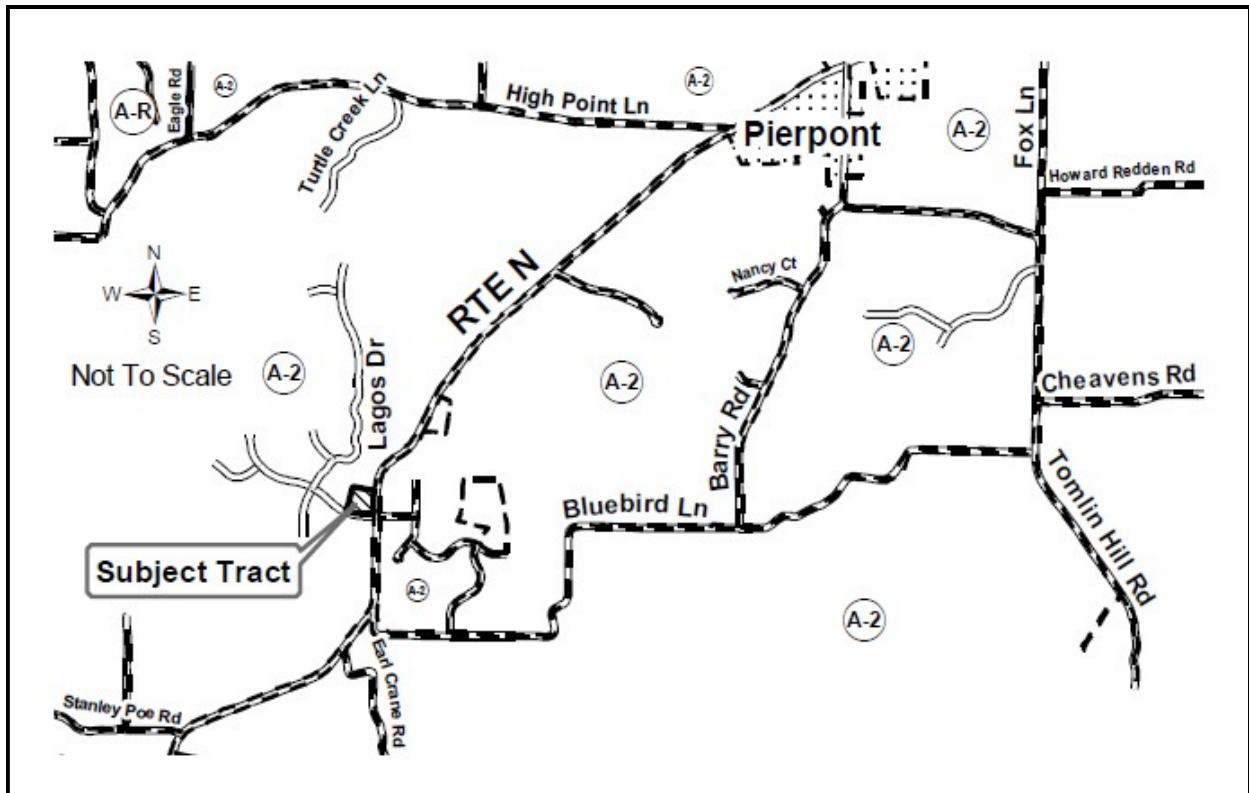 A-R
Eagle Rd
A-2
Turtle Creek Ln
High Point Ln
A-2
Pierpont
A-2
Fox Ln
Howard Redden Rd
N
W E
S
Not To Scale
A-2
RTE N
Lagos Dr
Nancy Ct
A-2
A-2
Barry Rd
Cheavens Rd
Bluebird Ln
Tomlin Hill Rd
Subject Tract
A-2
A-2
Earl Crane Rd
Stanley Poe Rd